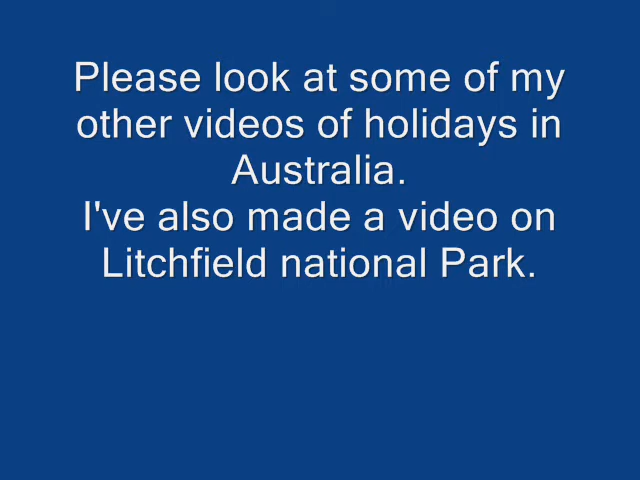 Please look at some of my
other videos of holidays in
Australia.
I've also made a video on
Litchfield national Park.